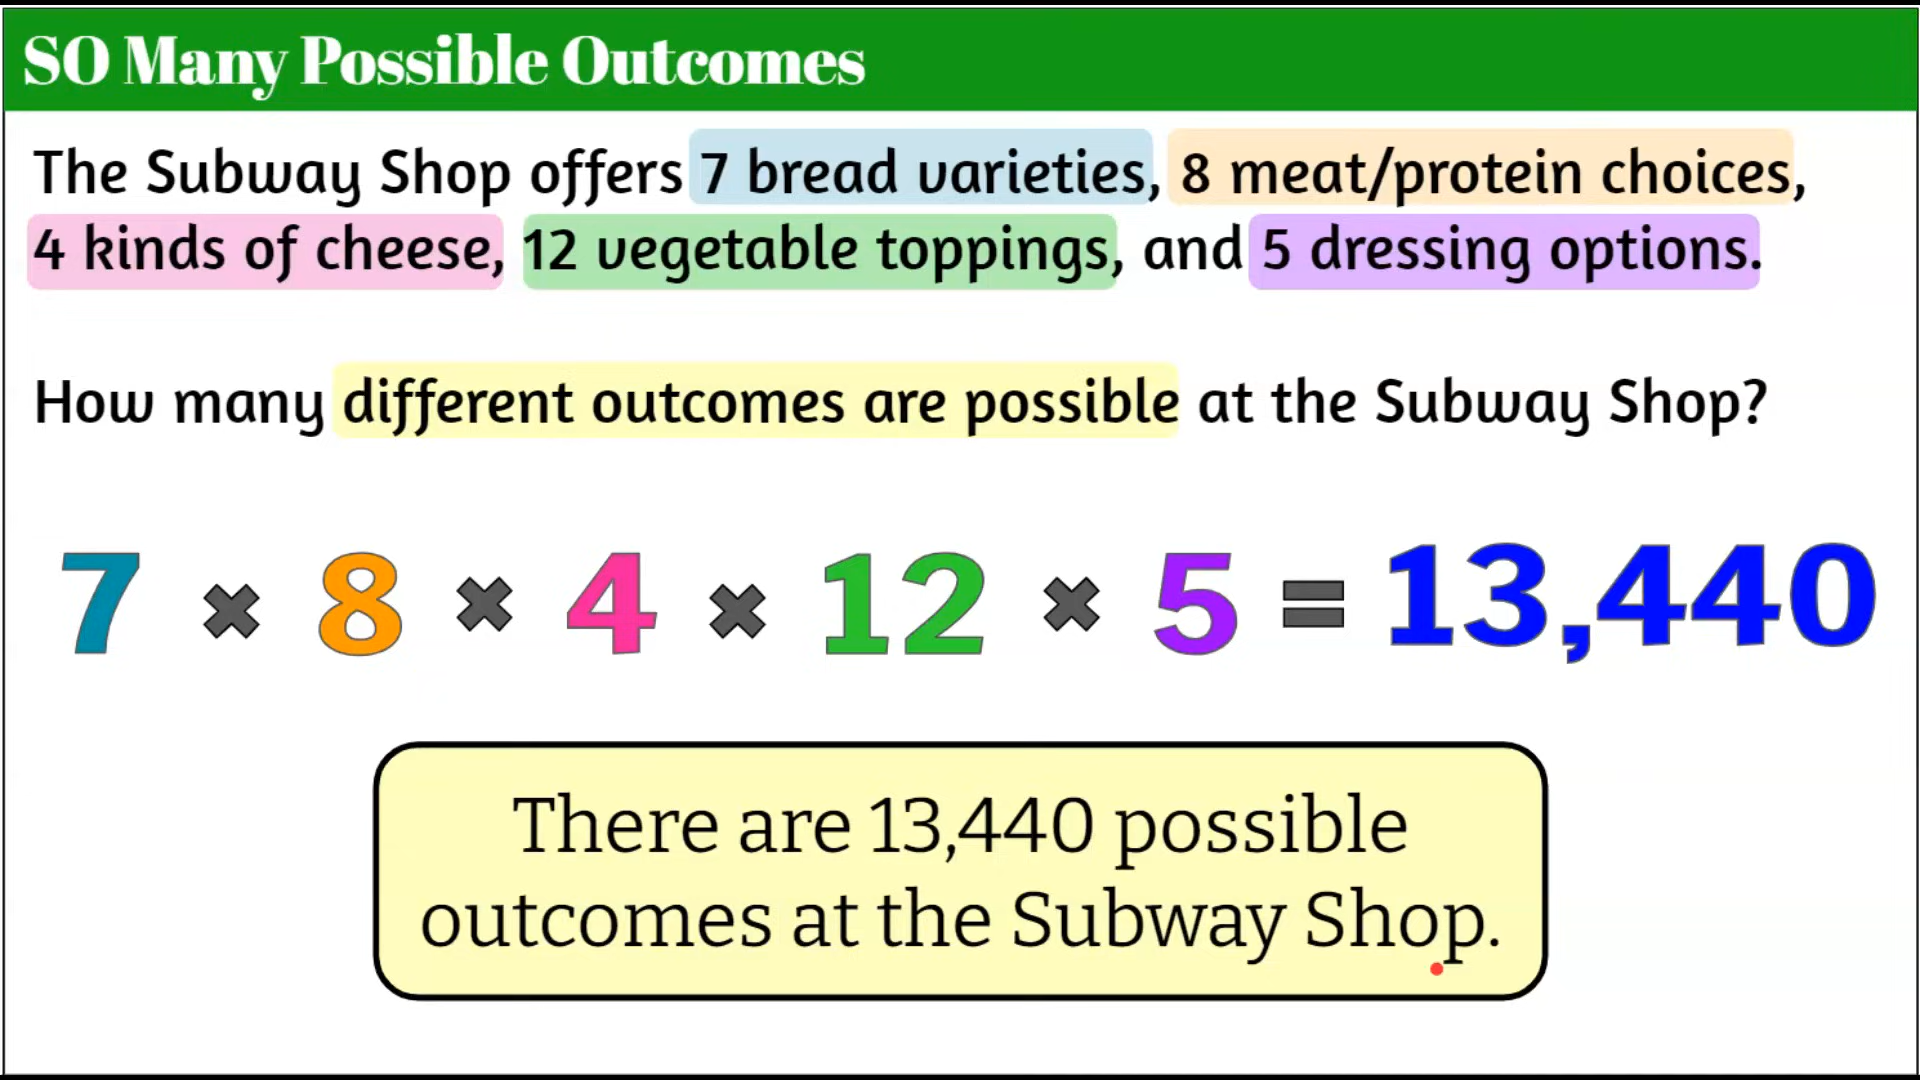 SO Many Possible Outcomes
The Subway Shop offers 7 bread varieties, 8 meat/protein choices,
4 kinds of cheese, 12 vegetable toppings, and 5 dressing options.
How many different outcomes are possible at the Subway Shop?
7 × 8 × 4 × 12 × 5 = 13,440
There are 13,440 possible
outcomes at the Subway Shop.